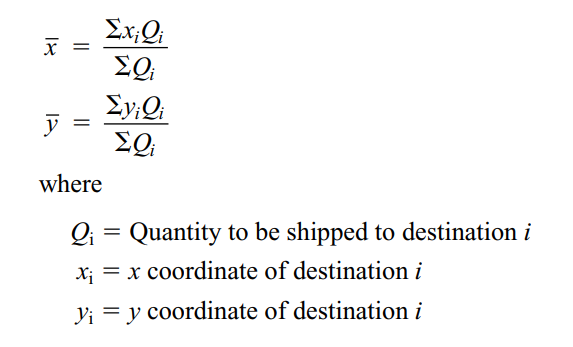 x̄ = ΣxᵢQᵢ / ΣQᵢ
ȳ = ΣyᵢQᵢ / ΣQᵢ
where
Qᵢ = Quantity to be shipped to destination i
xᵢ = x coordinate of destination i
yᵢ = y coordinate of destination i